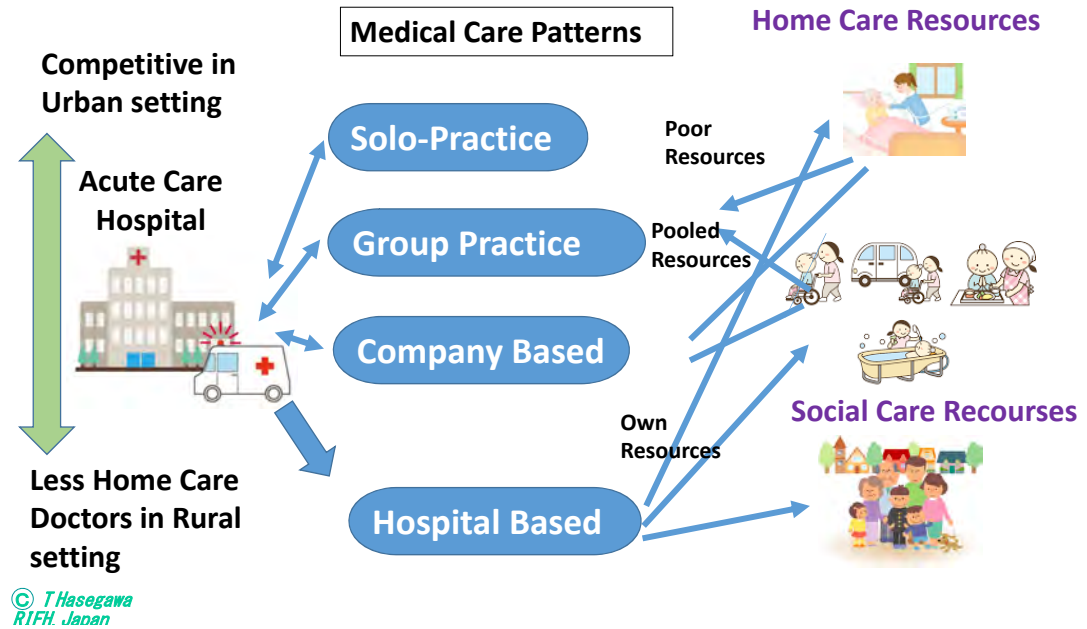 Medical Care Patterns
Home Care Resources
Competitive in
Urban setting
Solo-Practice
Poor
Resources
Acute Care
Hospital
Group Practice
Pooled
Resources
Company Based
Social Care Recourses
Own
Resources
Less Home Care
Doctors in Rural
setting
Hospital Based
© T Hasegawa
RIFH, Japan